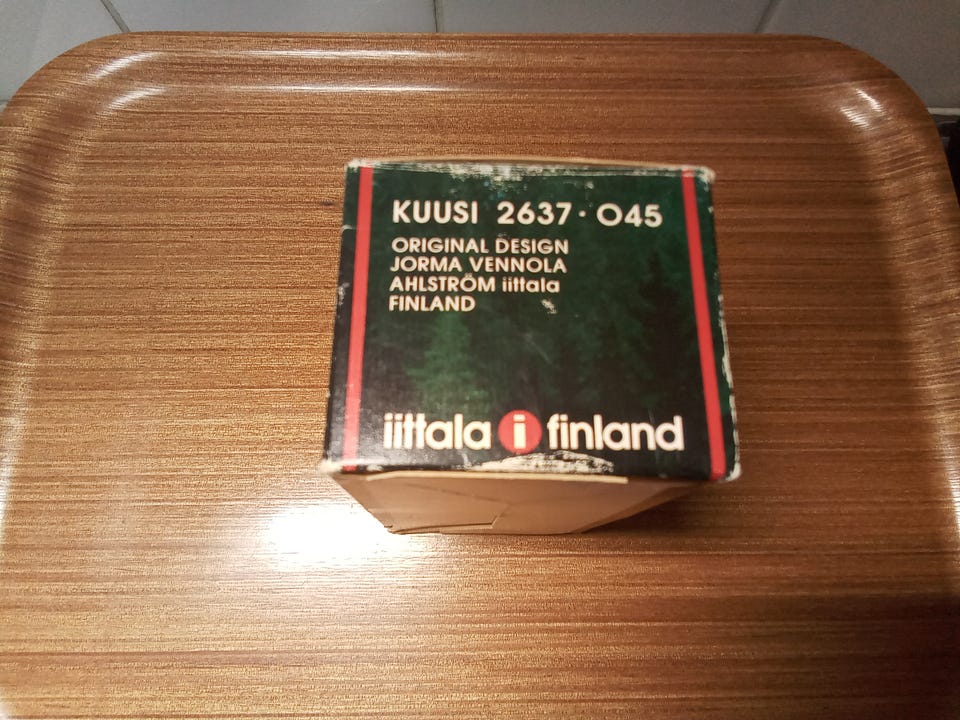 KUUSI 2637·045
ORIGINAL DESIGN
JORMA VENNOLA
AHLSTRÖM iittala
FINLAND
iittala i finland